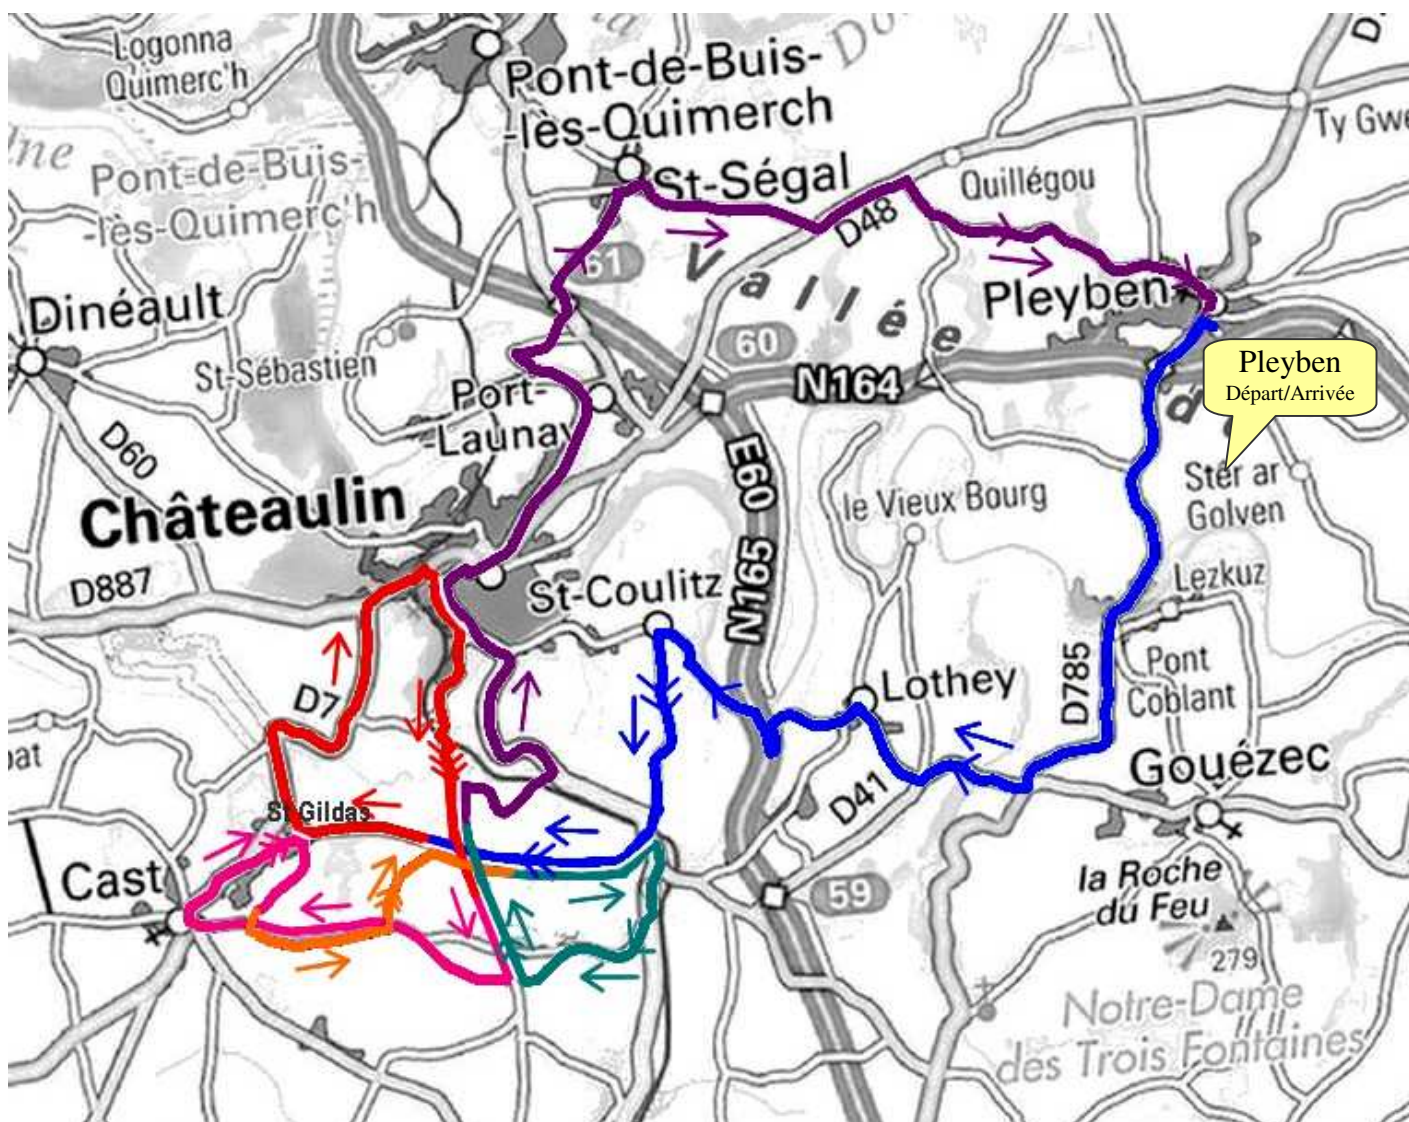 Logonna
Quimerc'h
Pont-de-Buis-
-lès-Quimerch
Ty Gwe
Pont-de-Buis-
-lès-Quimerc'h
St-Ségal
Quillégou
D48
61
Vallée
Pleyben
Dinéault
St-Sébastien
60
N164
Pleyben
Départ/Arrivée
Port-
-Launay
D60
E60
N165
Châteaulin
le Vieux Bourg
Ster ar
Golven
D887
St-Coulitz
Lezkuz
D7
Lothey
D785
Pont
Coblant
Gouézec
D41
St Gildas
Cast
59
la Roche
du Feu
279
Notre-Dame
des Trois Fontaines